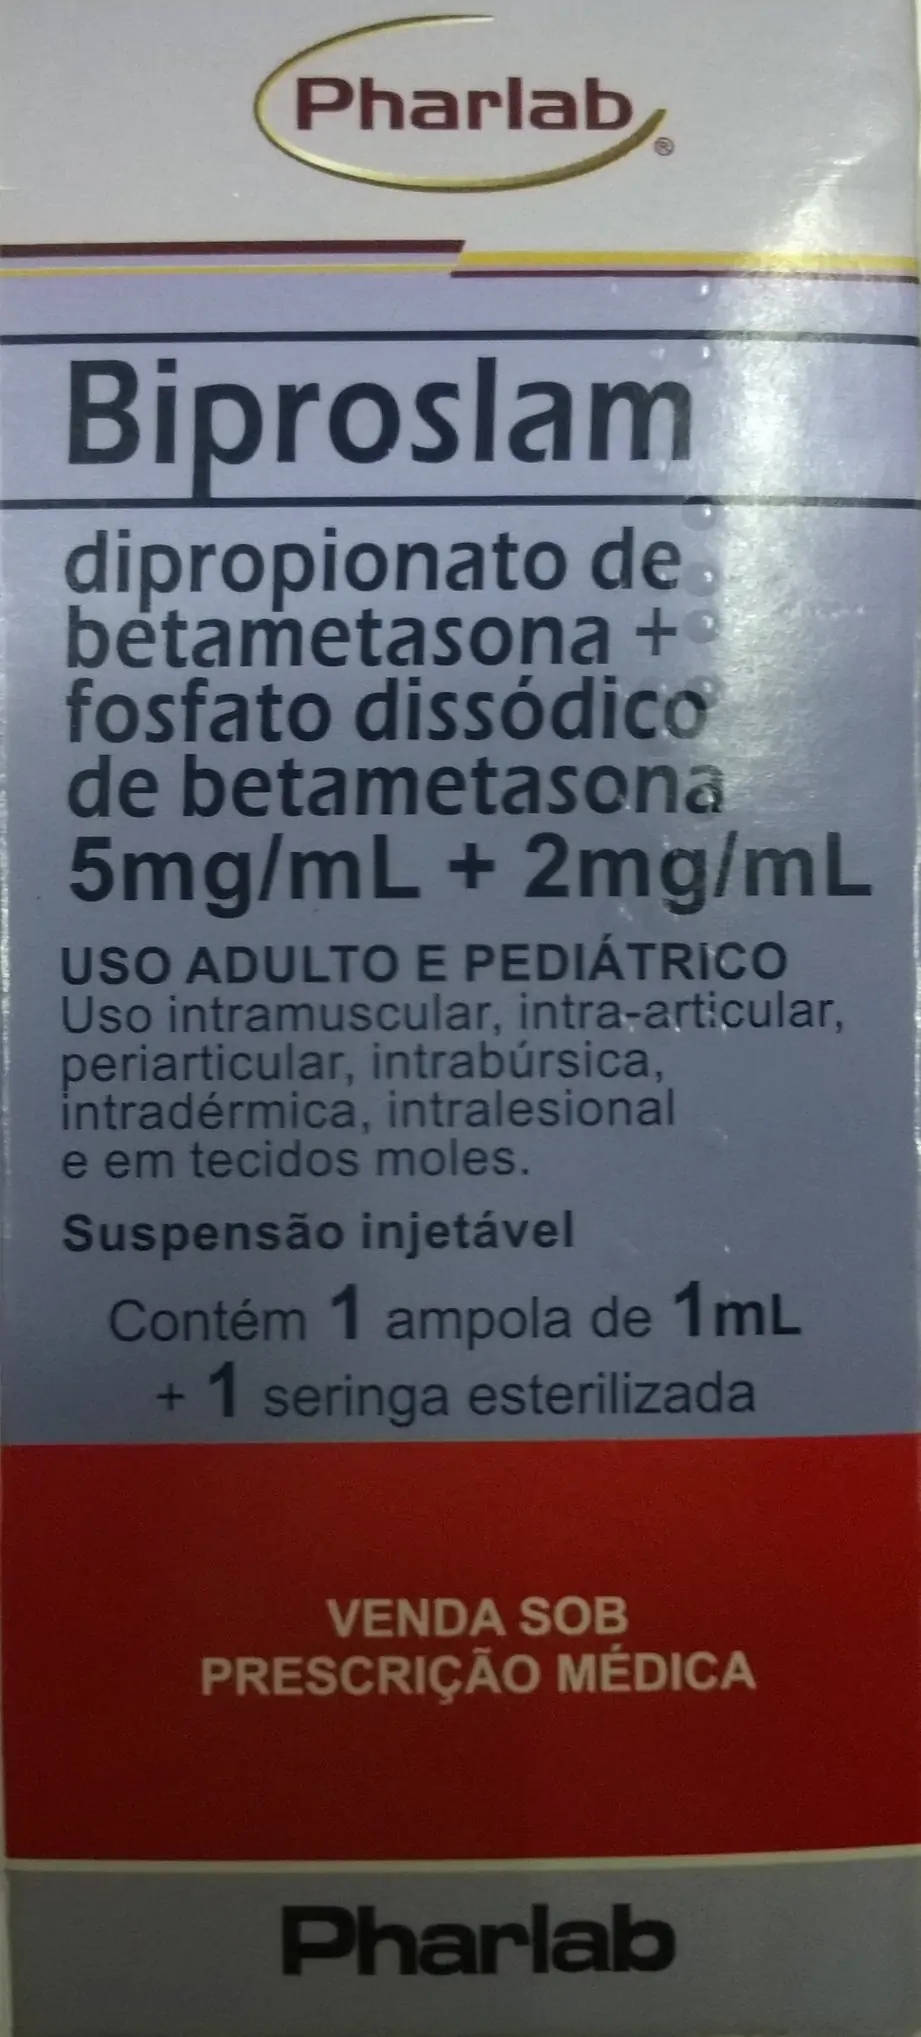 Pharlab
®
Biproslam
dipropionato de
betametasona +
fosfato dissódico
de betametasona
5mg/mL + 2mg/mL
USO ADULTO E PEDIÁTRICO
Uso intramuscular, intra-articular,
periarticular, intrabúrsica,
intradérmica, intralesional
e em tecidos moles.
Suspensão injetável
Contém 1 ampola de 1mL
+ 1 seringa esterilizada
VENDA SOB
PRESCRIÇÃO MÉDICA
Pharlab